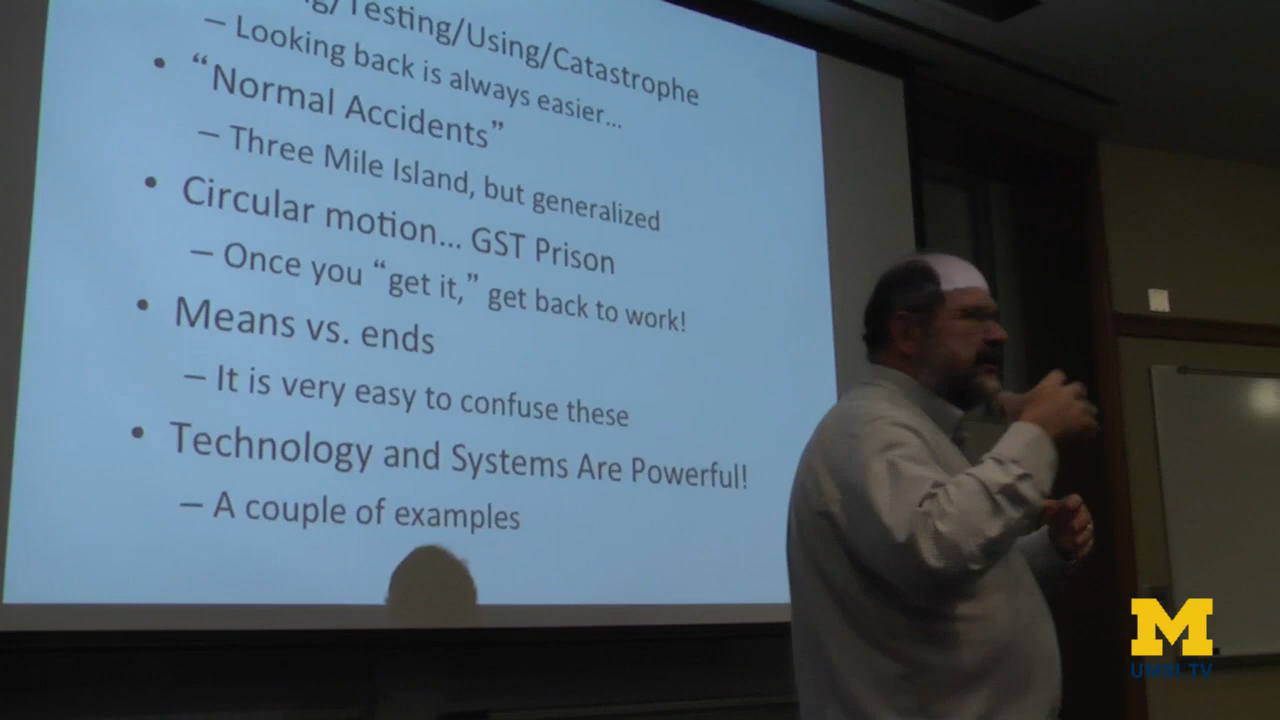 Testing/Using/Catastrophe
– Looking back is always easier...
• “Normal Accidents”
– Three Mile Island, but generalized
• Circular motion... GST Prison
– Once you “get it,” get back to work!
• Means vs. ends
– It is very easy to confuse these
• Technology and Systems Are Powerful!
– A couple of examples
M
UMSI.TV